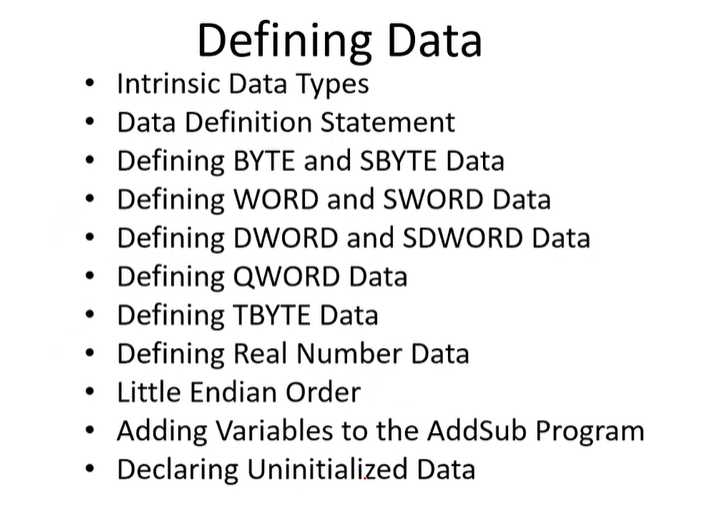 Defining Data
• Intrinsic Data Types
• Data Definition Statement
• Defining BYTE and SBYTE Data
• Defining WORD and SWORD Data
• Defining DWORD and SDWORD Data
• Defining QWORD Data
• Defining TBYTE Data
• Defining Real Number Data
• Little Endian Order
• Adding Variables to the AddSub Program
• Declaring Uninitialized Data